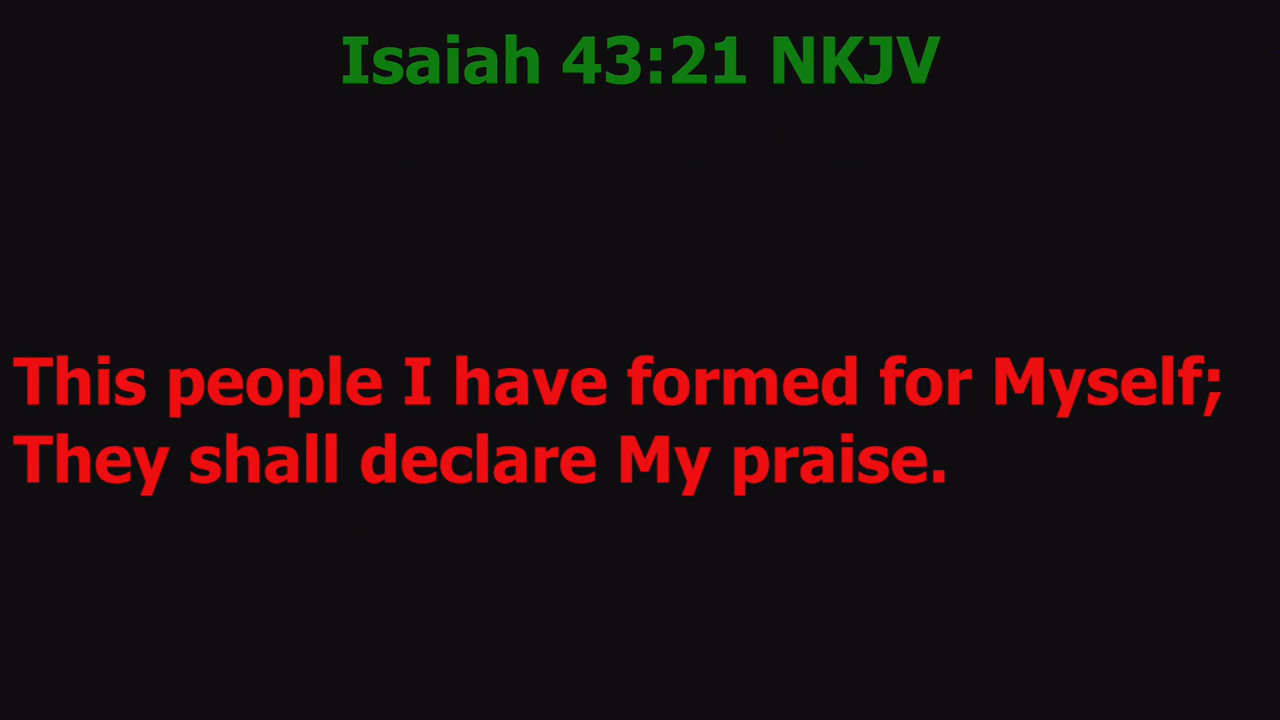 Isaiah 43:21 NKJV
This people I have formed for Myself;
They shall declare My praise.